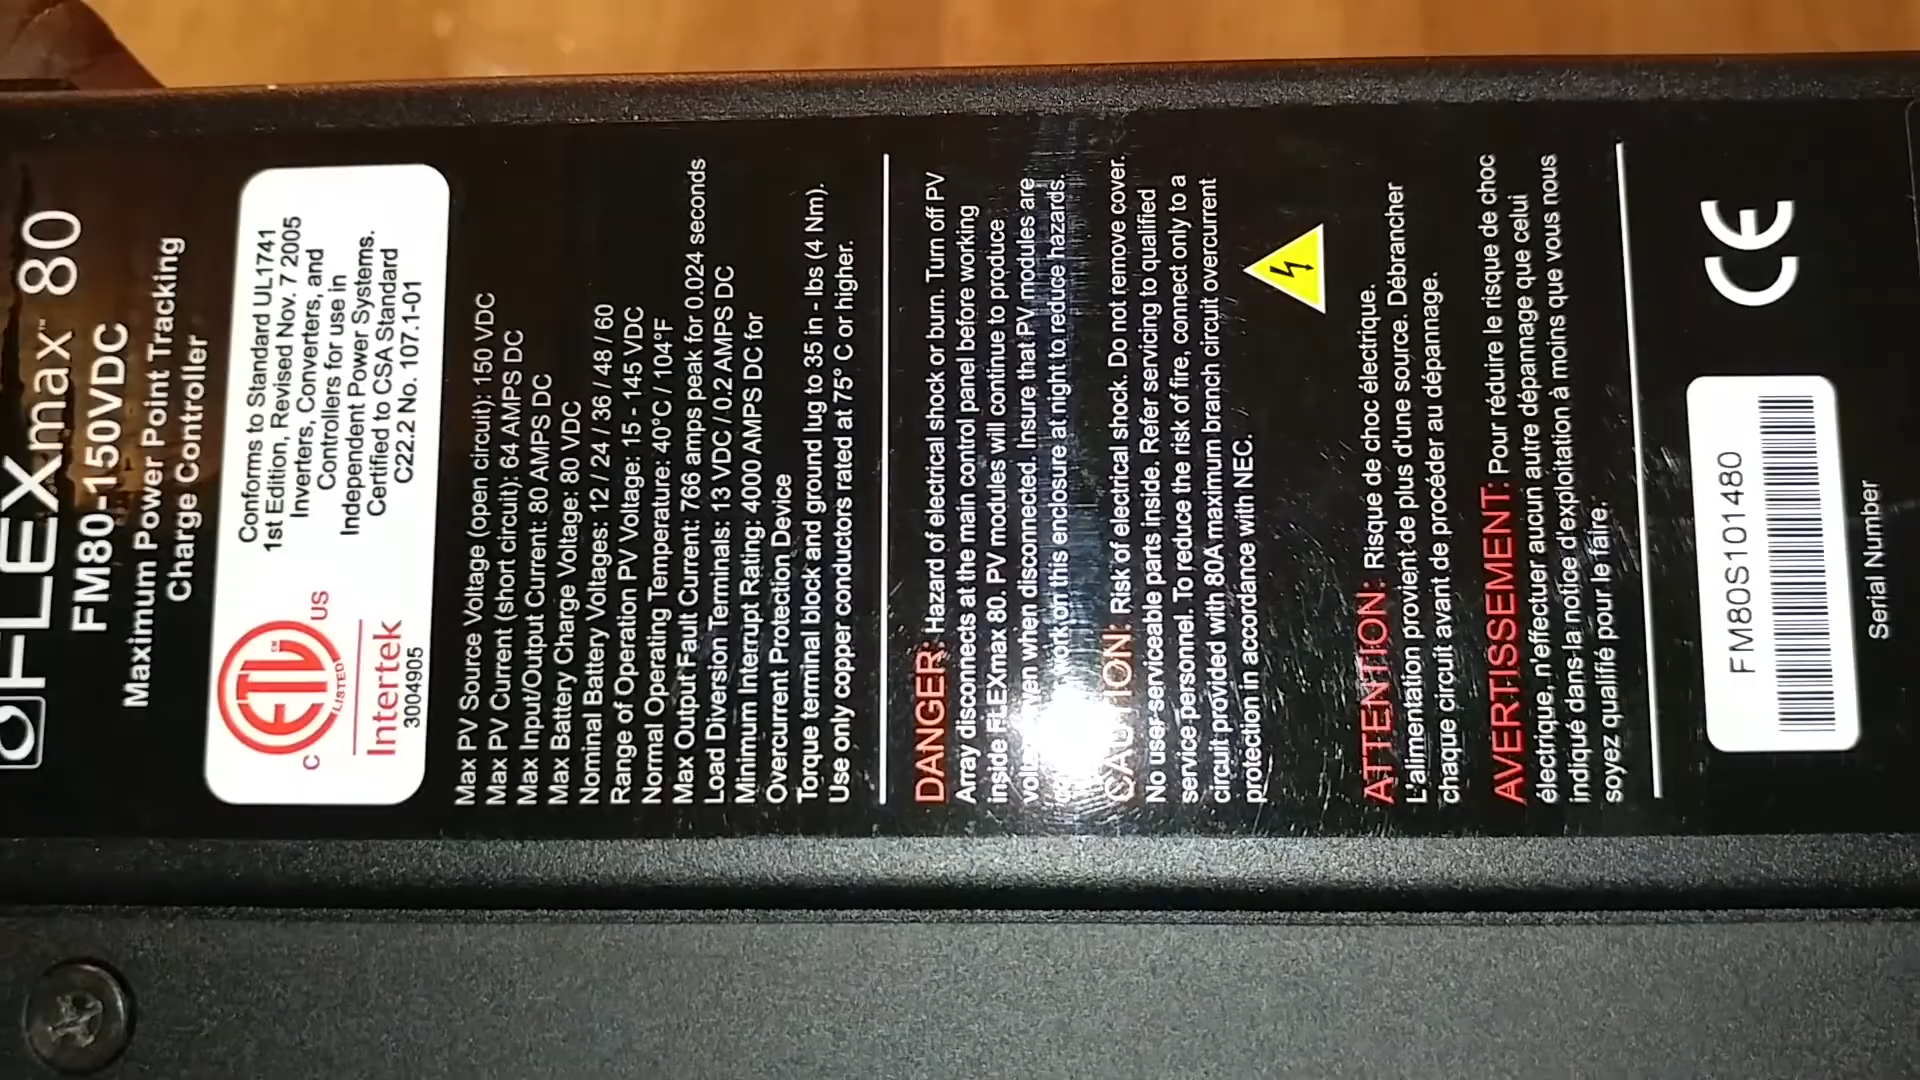 FLEXmax™ 80
FM80-150VDC
Maximum Power Point Tracking
Charge Controller
C
ETL
LISTED
US
Intertek
3004905
Conforms to Standard UL1741
1st Edition, Revised Nov. 7 2005
Inverters, Converters, and
Controllers for use in
Independent Power Systems.
Certified to CSA Standard
C22.2 No. 107.1-01
Max PV Source Voltage (open circuit): 150 VDC
Max PV Current (short circuit): 64 AMPS DC
Max Input/Output Current: 80 AMPS DC
Max Battery Charge Voltage: 80 VDC
Nominal Battery Voltages: 12 / 24 / 36 / 48 / 60
Range of Operation PV Voltage: 15 - 145 VDC
Normal Operating Temperature: 40°C / 104°F
Max Output Fault Current: 766 amps peak for 0.024 seconds
Load Diversion Terminals: 13 VDC / 0.2 AMPS DC
Minimum Interrupt Rating: 4000 AMPS DC for
Overcurrent Protection Device
Torque terminal block and ground lug to 35 in - lbs (4 Nm).
Use only copper conductors rated at 75° C or higher.
DANGER: Hazard of electrical shock or burn. Turn off PV
Array disconnects at the main control panel before working
inside FLEXmax 80. PV modules will continue to produce
when disconnected. Insure that PV modules are
work on this enclosure at night to reduce hazards.
CAUTION: Risk of electrical shock. Do not remove cover.
No user serviceable parts inside. Refer servicing to qualified
service personnel. To reduce the risk of fire, connect only to a
circuit provided with 80A maximum branch circuit overcurrent
protection in accordance with NEC.
ATTENTION: Risque de choc électrique.
L'alimentation provient de plus d'une source. Débrancher
chaque circuit avant de procéder au dépannage.
AVERTISSEMENT: Pour réduire le risque de choc
électrique, n'effectuer aucun autre dépannage que celui
indiqué dans la notice d'exploitation à moins que vous nous
soyez qualifié pour le faire.
FM80S101480
Serial Number
CE